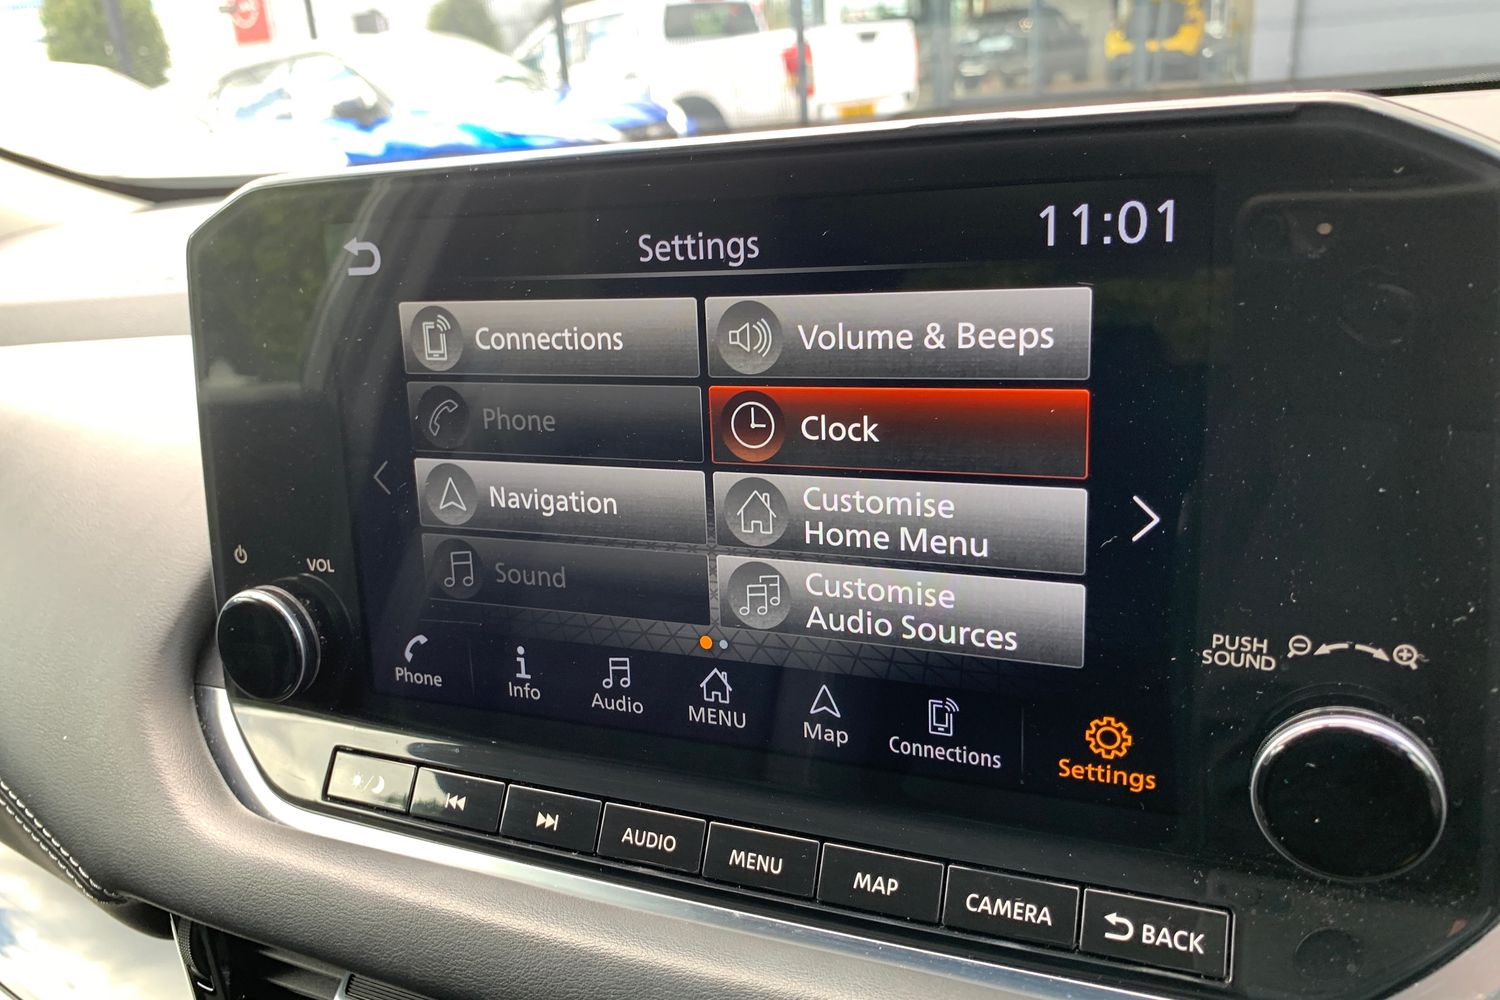 Settings
11:01
Connections
Volume & Beeps
Phone
Clock
Navigation
Customise
Home Menu
Sound
Customise
Audio Sources
Phone
Info
Audio
MENU
Map
Connections
Settings
VOL
PUSH
SOUND
AUDIO
MENU
MAP
CAMERA
BACK